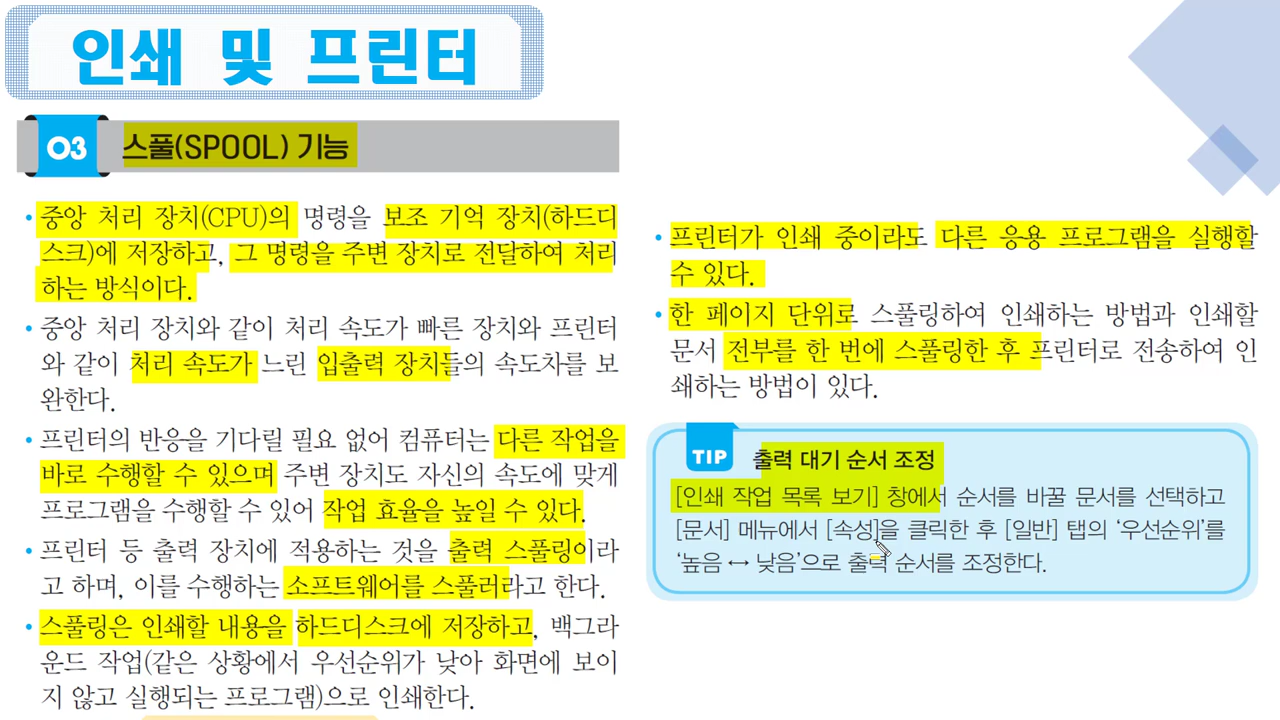 인쇄 및 프린터
03 스풀(SPOOL) 기능
• 중앙 처리 장치(CPU)의 명령을 보조 기억 장치(하드디
스크)에 저장하고, 그 명령을 주변 장치로 전달하여 처리
하는 방식이다.
• 중앙 처리 장치와 같이 처리 속도가 빠른 장치와 프린터
와 같이 처리 속도가 느린 입출력 장치들의 속도차를 보
완한다.
• 프린터의 반응을 기다릴 필요 없어 컴퓨터는 다른 작업을
바로 수행할 수 있으며 주변 장치도 자신의 속도에 맞게
프로그램을 수행할 수 있어 작업 효율을 높일 수 있다.
• 프린터 등 출력 장치에 적용하는 것을 출력 스풀링이라
고 하며, 이를 수행하는 소프트웨어를 스풀러라고 한다.
• 스풀링은 인쇄할 내용을 하드디스크에 저장하고, 백그라
운드 작업(같은 상황에서 우선순위가 낮아 화면에 보이
지 않고 실행되는 프로그램)으로 인쇄한다.
• 프린터가 인쇄 중이라도 다른 응용 프로그램을 실행할
수 있다.
• 한 페이지 단위로 스풀링하여 인쇄하는 방법과 인쇄할
문서 전부를 한 번에 스풀링한 후 프린터로 전송하여 인
쇄하는 방법이 있다.
TIP 출력 대기 순서 조정
[인쇄 작업 목록 보기] 창에서 순서를 바꿀 문서를 선택하고
[문서] 메뉴에서 [속성]을 클릭한 후 [일반] 탭의 ‘우선순위’를
‘높음 ↔ 낮음’으로 출력 순서를 조정한다.